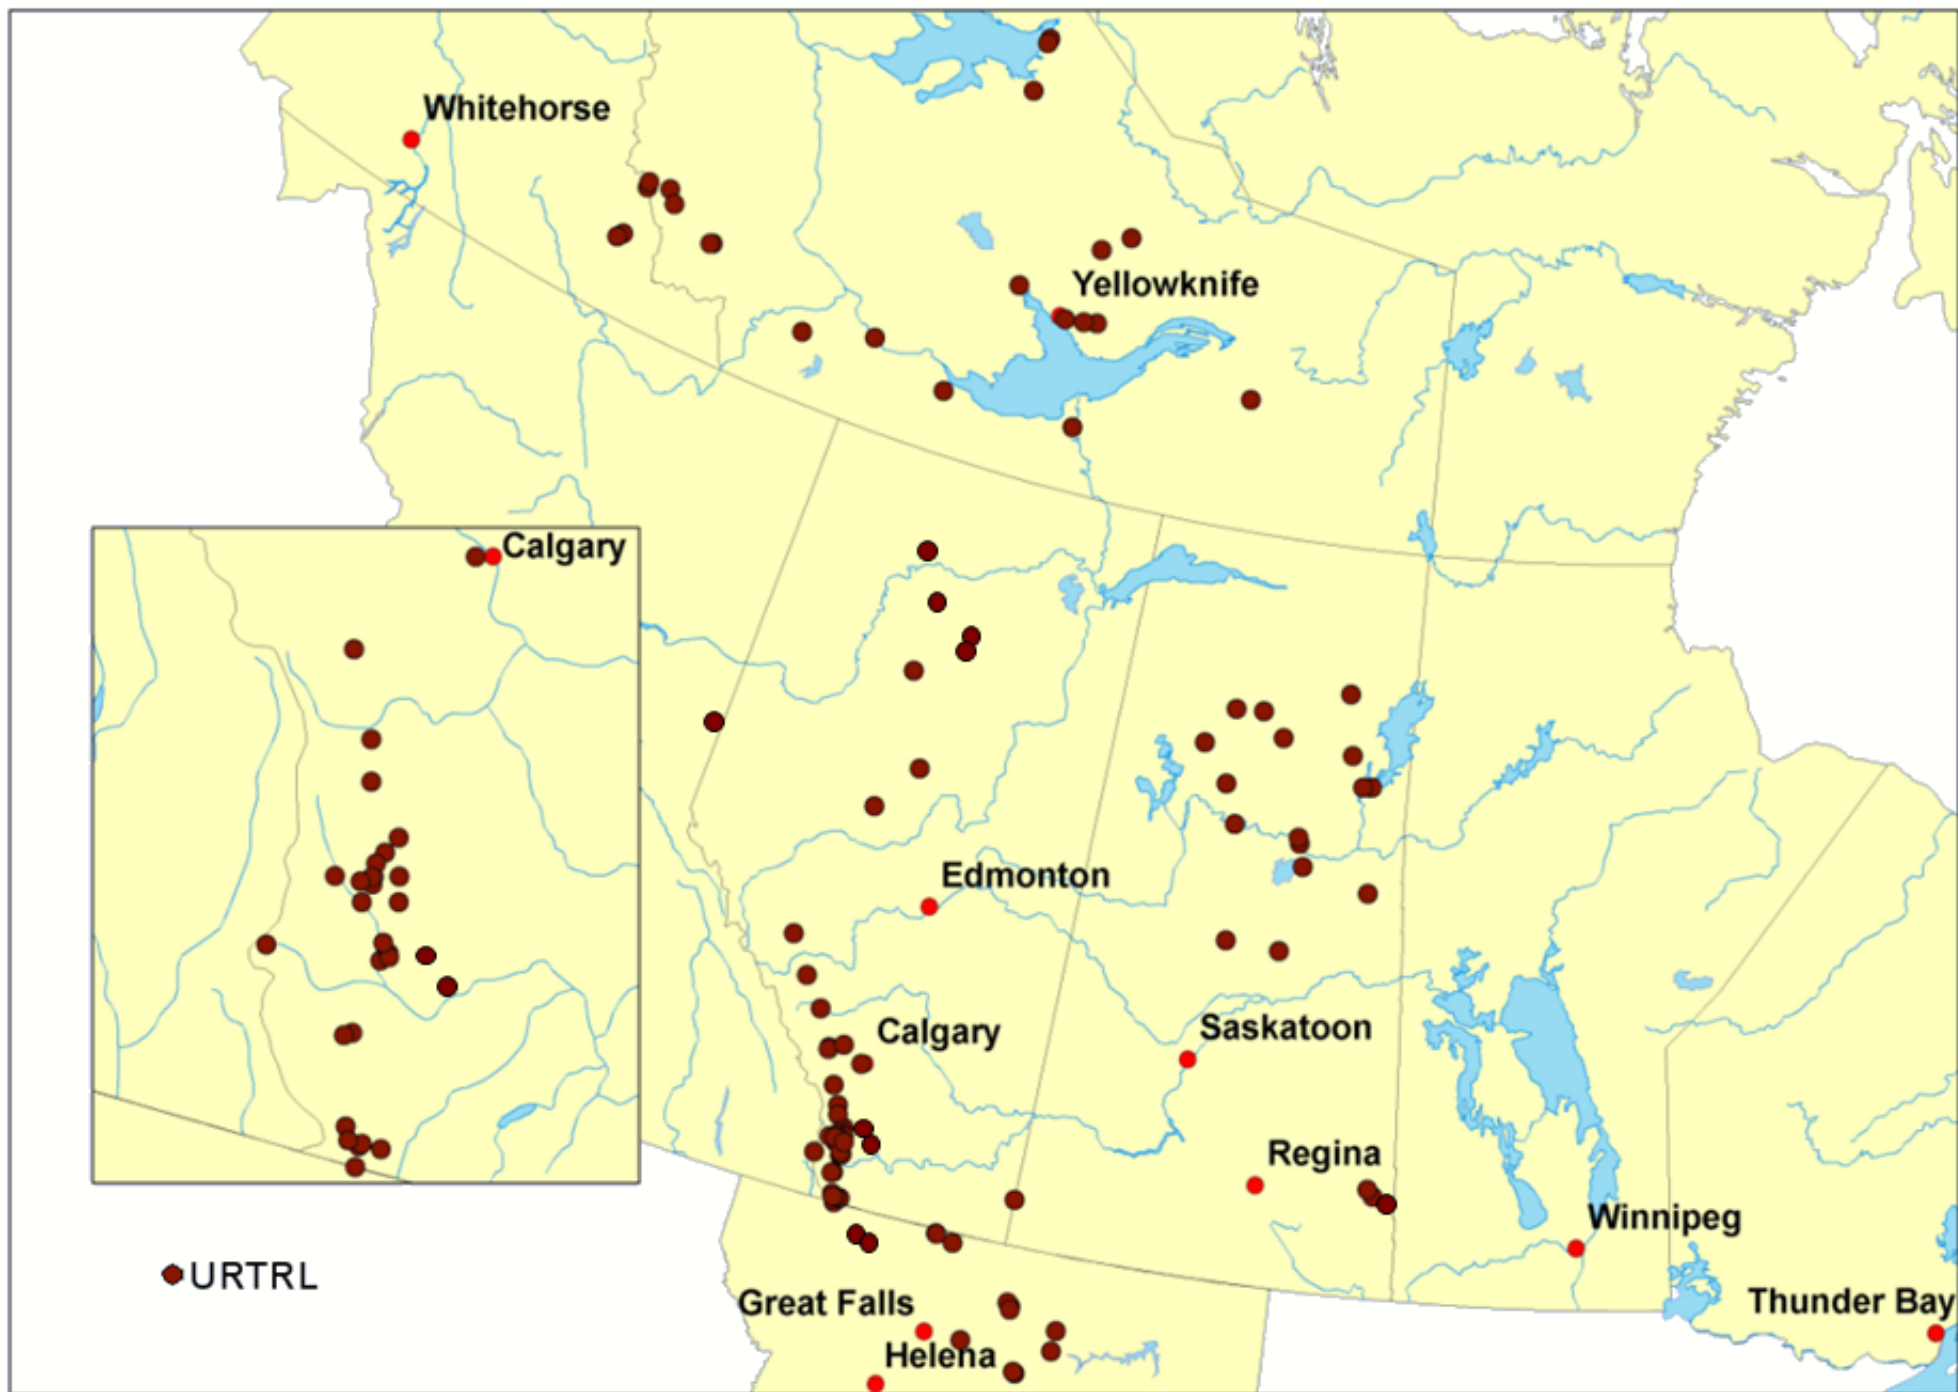 Whitehorse
Yellowknife
Calgary
Edmonton
Calgary
Saskatoon
Regina
Winnipeg
URTRL
Great Falls
Thunder Bay
Helena